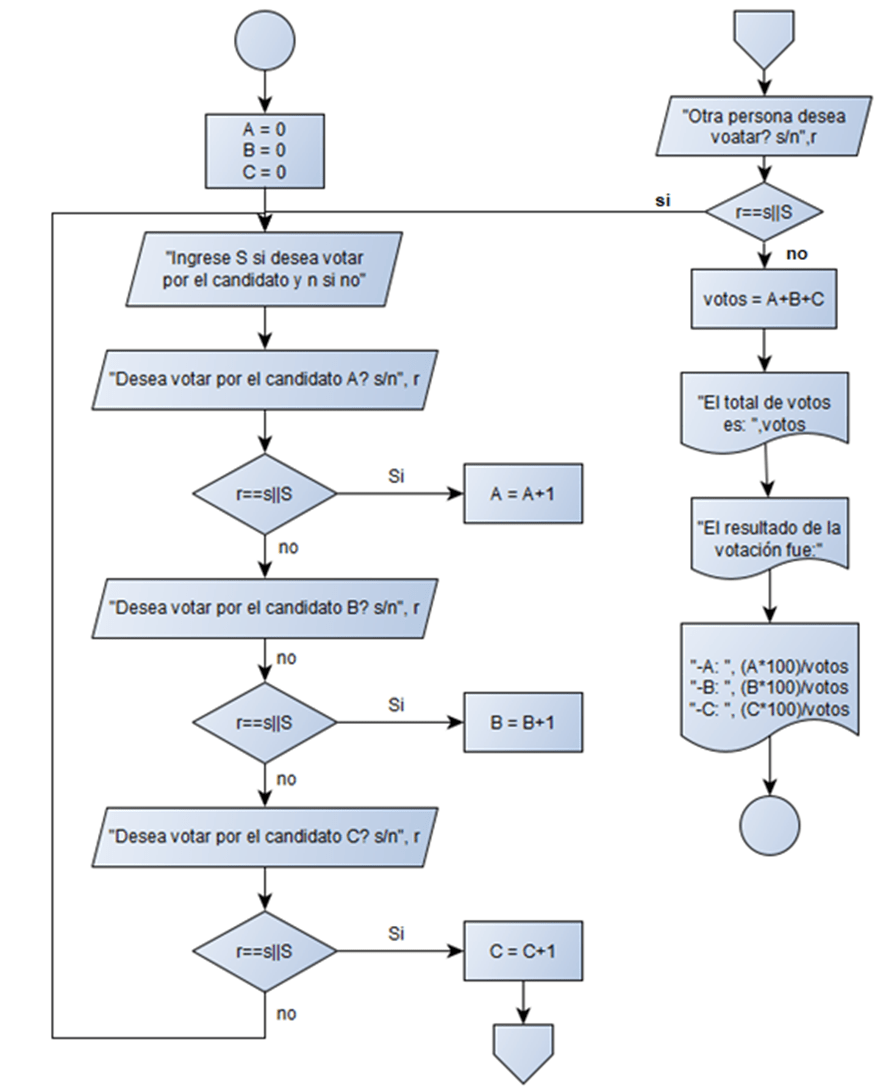 A = 0
B = 0
C = 0
"Ingrese S si desea votar
por el candidato y n si no"
"Desea votar por el candidato A? s/n", r
r==s||S
Si
A = A+1
no
"Desea votar por el candidato B? s/n", r
no
r==s||S
Si
B = B+1
no
"Desea votar por el candidato C? s/n", r
r==s||S
Si
C = C+1
no
"Otra persona desea
voatar? s/n",r
si
r==s||S
no
votos = A+B+C
"El total de votos
es: ",votos
"El resultado de la
votación fue:"
"-A: ", (A*100)/votos
"-B: ", (B*100)/votos
"-C: ", (C*100)/votos